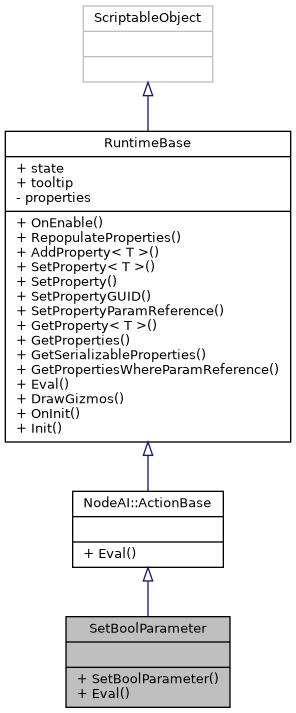 ScriptableObject
RuntimeBase
+ state
+ tooltip
- properties
+ OnEnable()
+ RepopulateProperties()
+ AddProperty< T >()
+ SetProperty< T >()
+ SetProperty()
+ SetPropertyGUID()
+ SetPropertyParamReference()
+ GetProperty< T >()
+ GetProperties()
+ GetSerializableProperties()
+ GetPropertiesWhereParamReference()
+ Eval()
+ DrawGizmos()
+ OnInit()
+ Init()
NodeAI::ActionBase
+ Eval()
SetBoolParameter
+ SetBoolParameter()
+ Eval()